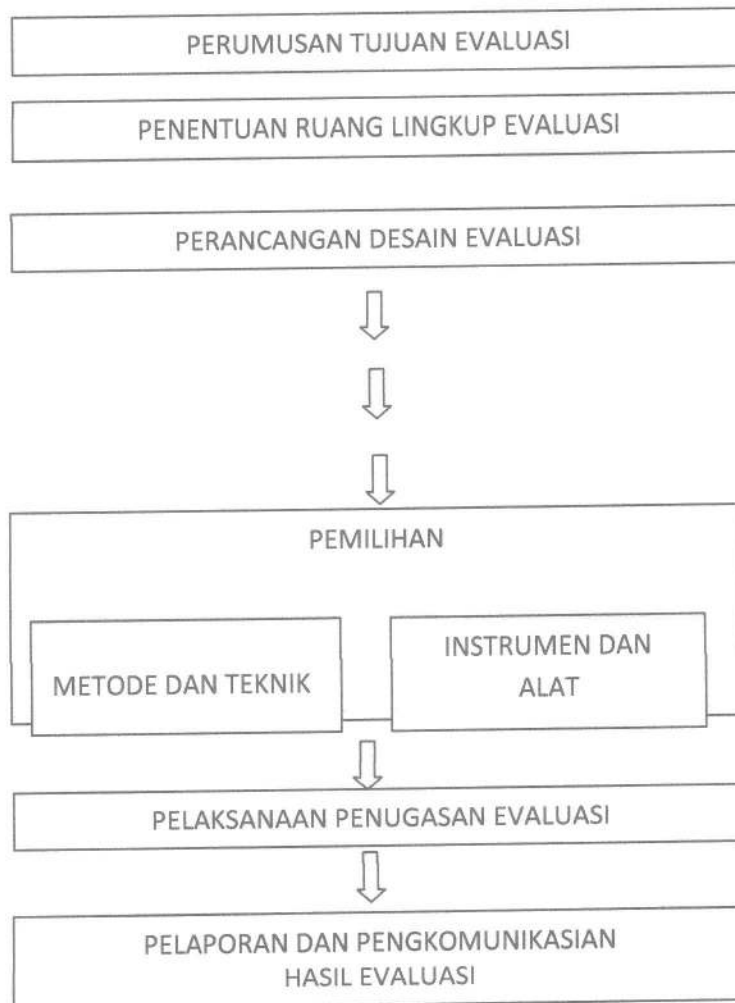 PERUMUSAN TUJUAN EVALUASI
PENENTUAN RUANG LINGKUP EVALUASI
PERANCANGAN DESAIN EVALUASI
PEMILIHAN
METODE DAN TEKNIK
INSTRUMEN DAN
ALAT
PELAKSANAAN PENUGASAN EVALUASI
PELAPORAN DAN PENGKOMUNIKASIAN
HASIL EVALUASI